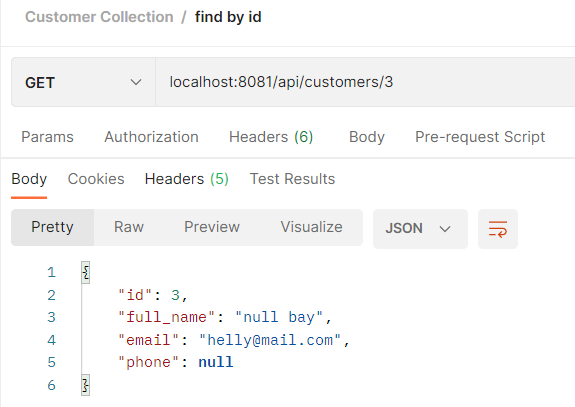 Customer Collection / find by id
GET localhost:8081/api/customers/3
Params Authorization Headers (6) Body Pre-request Script
Body Cookies Headers (5) Test Results
Pretty Raw Preview Visualize JSON
1 {
2 "id": 3,
3 "full_name": "null bay",
4 "email": "helly@mail.com",
5 "phone": null
6 }